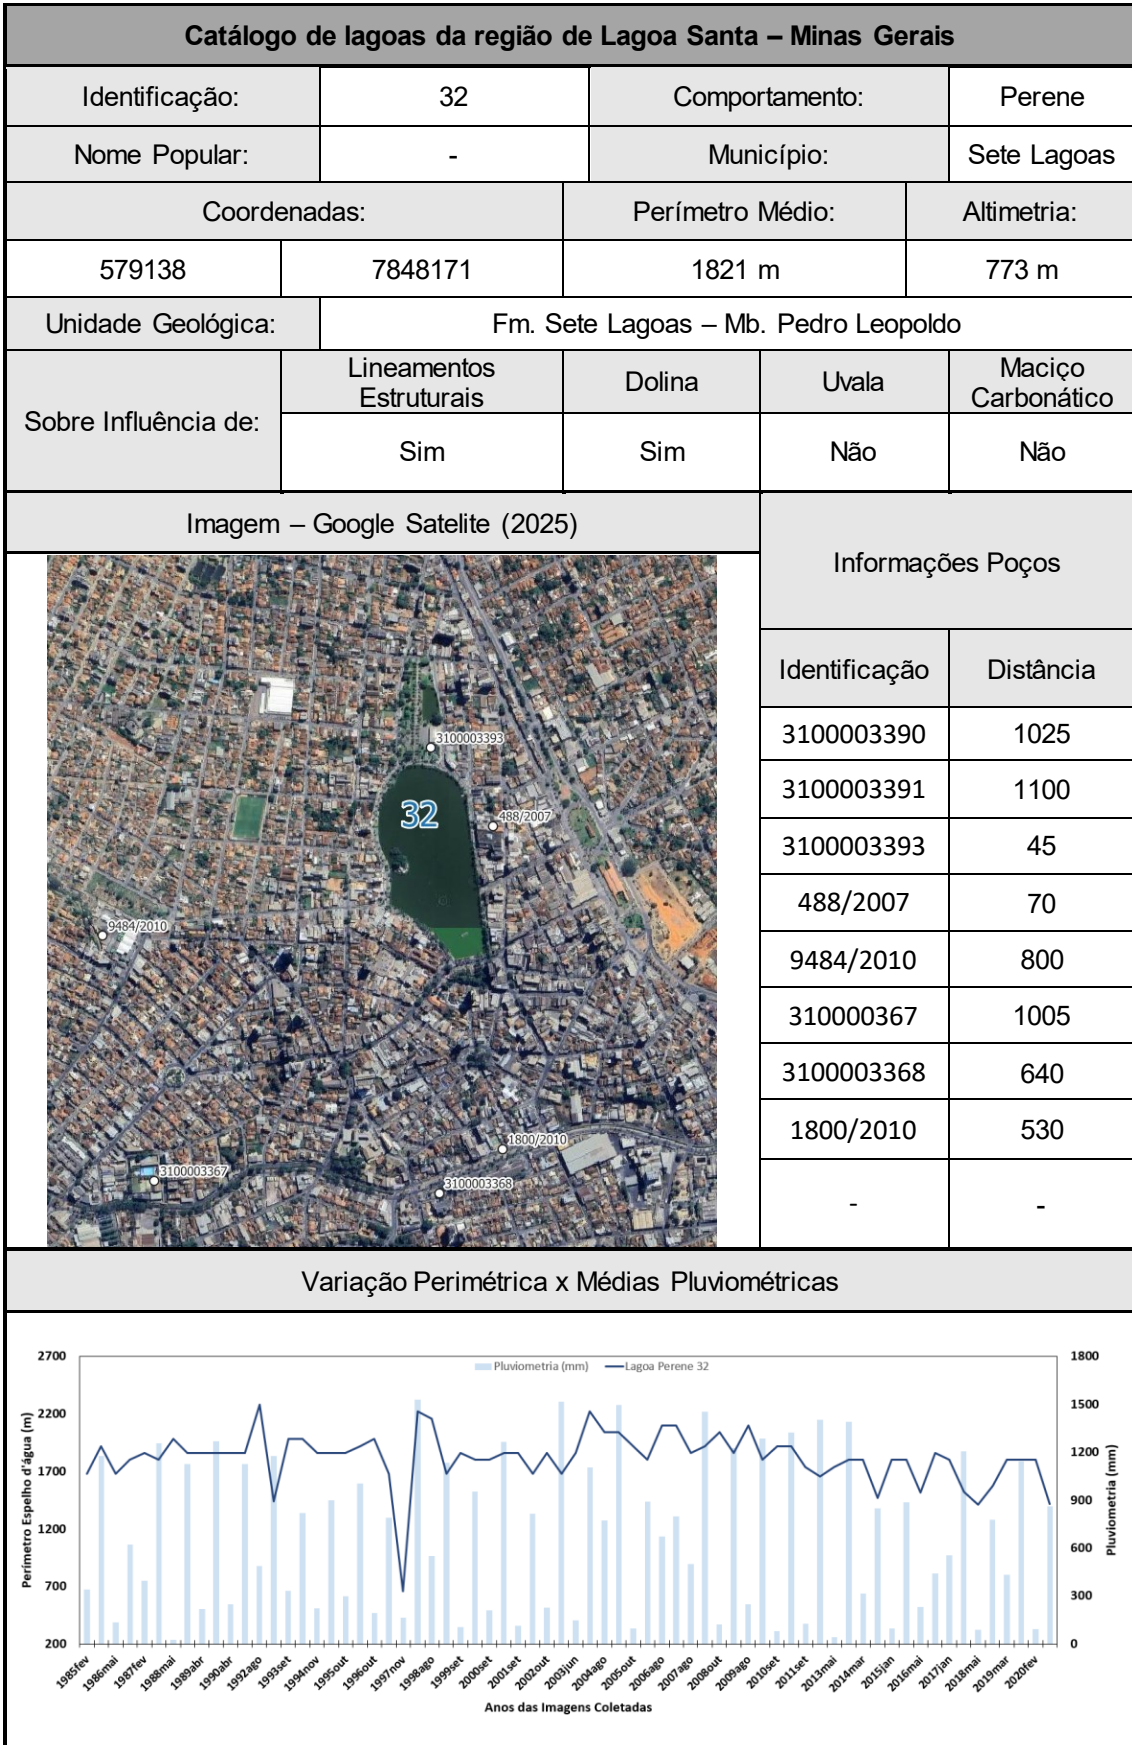 Catálogo de lagoas da região de Lagoa Santa – Minas Gerais
Identificação: 32 Comportamento: Perene
Nome Popular: - Município: Sete Lagoas
Coordenadas: Perímetro Médio: Altimetria:
579138 7848171 1821 m 773 m
Unidade Geológica: Fm. Sete Lagoas – Mb. Pedro Leopoldo
Sobre Influência de:
Lineamentos Estruturais Dolina Uvala Maciço Carbonático
Sim Sim Não Não
Imagem – Google Satelite (2025)
3100003393
32
488/2007
9484/2010
1800/2010
3100003367
3100003368
Informações Poços
Identificação Distância
3100003390 1025
3100003391 1100
3100003393 45
488/2007 70
9484/2010 800
310000367 1005
3100003368 640
1800/2010 530
- -
Variação Perimétrica x Médias Pluviométricas
Pluviometria (mm) Lagoa Perene 32
Perímetro Espelho d'água (m)
2700
2200
1700
1200
700
200
1800
1500
1200
900
600
300
0
Pluviometria (mm)
1985fev 1986mai 1987fev 1988mai 1989abr 1990abr 1992ago 1993set 1994nov 1995out 1996out 1997nov 1998ago 1999set 2000set 2001set 2002out 2003jun 2004ago 2005out 2006ago 2007ago 2008out 2009ago 2010set 2011set 2013mai 2014mar 2015jan 2016mai 2017jan 2018mai 2019mar 2020fev
Anos das Imagens Coletadas